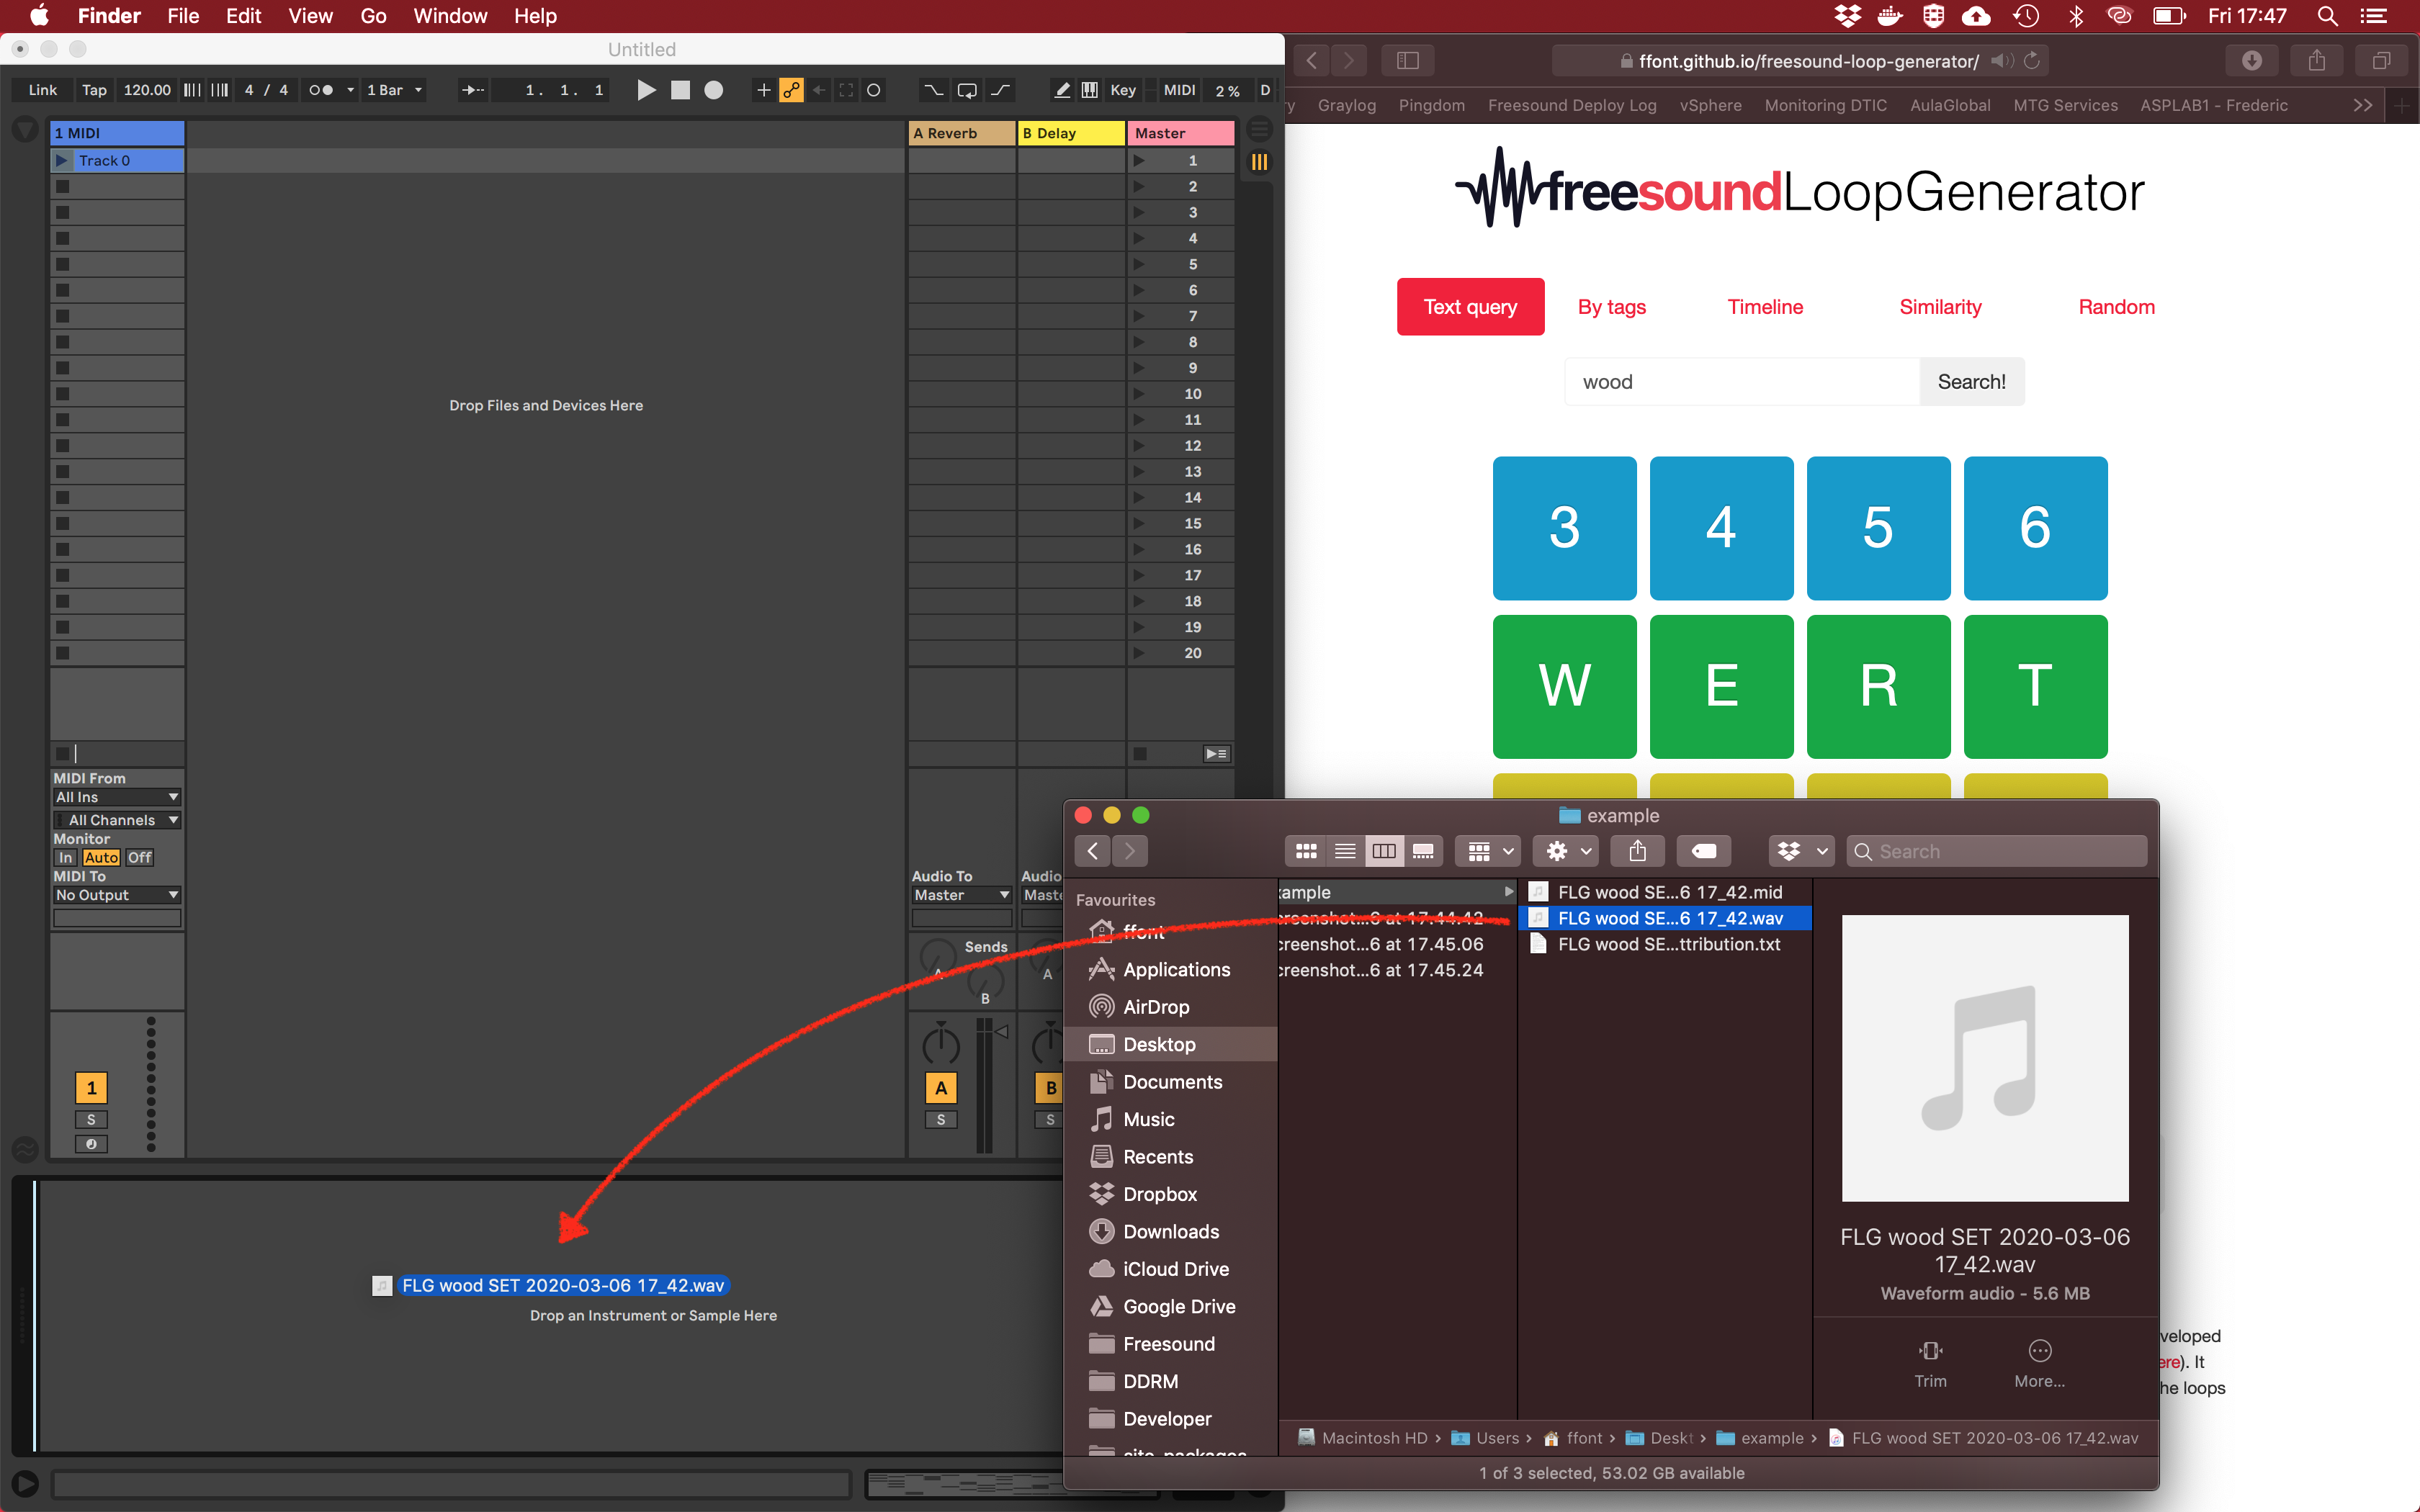 Finder File Edit View Go Window Help Fri 17:47
Untitled
Link Tap 120.00 4 / 4 1 Bar 1. 1. 1 Key MIDI 2 % D
1 MIDI A Reverb B Delay Master
Track 0 1
2
3
4
5
6
7
8
9
10
11
12
13
14
15
16
17
18
19
20
Drop Files and Devices Here
MIDI From
All Ins
All Channels
Monitor
In Auto Off
MIDI To
No Output
Audio To Audio
Master
Sends
A A
B
A B
S S
1
S
FLG wood SET 2020-03-06 17_42.wav
Drop an Instrument or Sample Here
ffont.github.io/freesound-loop-generator/
Graylog Pingdom Freesound Deploy Log vSphere Monitoring DTIC AulaGlobal MTG Services ASPLAB1 - Frederic
freesoundLoopGenerator
Text query By tags Timeline Similarity Random
wood Search!
3 4 5 6
W E R T
veloped
ere). It
he loops
example
Search
Favourites
ffont
Applications
AirDrop
Desktop
Documents
Music
Recents
Dropbox
Downloads
iCloud Drive
Google Drive
Freesound
DDRM
Developer
site-packages
ample
creenshot...6 at 17.44.42
creenshot...6 at 17.45.06
creenshot...6 at 17.45.24
FLG wood SE...6 17_42.mid
FLG wood SE...6 17_42.wav
FLG wood SE...ttribution.txt
FLG wood SET 2020-03-06
17_42.wav
Waveform audio - 5.6 MB
Trim More...
Macintosh HD › Users › ffont › Deskt › example › FLG wood SET 2020-03-06 17_42.wav
1 of 3 selected, 53.02 GB available